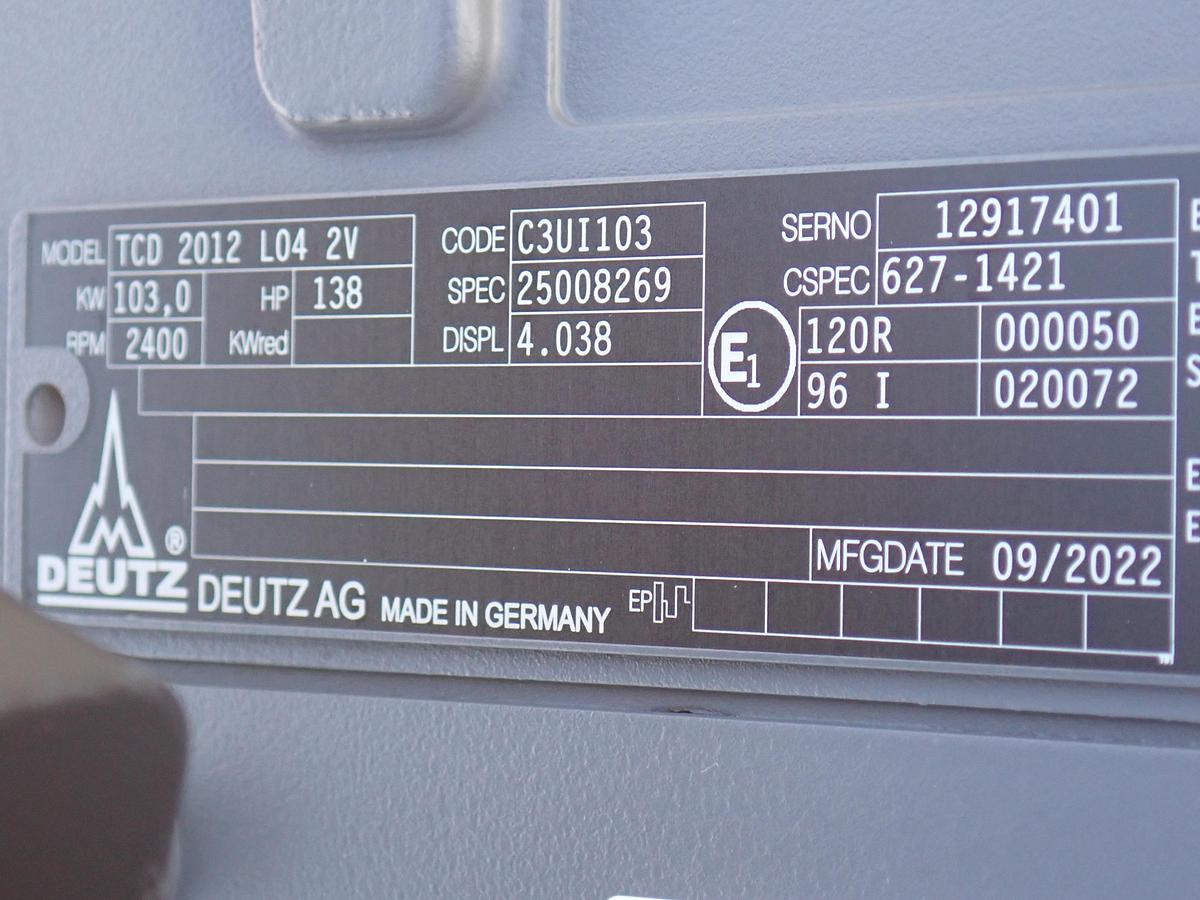 MODEL TCD 2012 L04 2V CODE C3UI103 SERNO 12917401
KW 103,0 HP 138 SPEC 25008269 CSPEC 627-1421
RPM 2400 KWred DISPL 4.038 E1 120R 000050
96 I 020072
MFGDATE 09/2022
DEUTZ ® DEUTZ AG MADE IN GERMANY EP